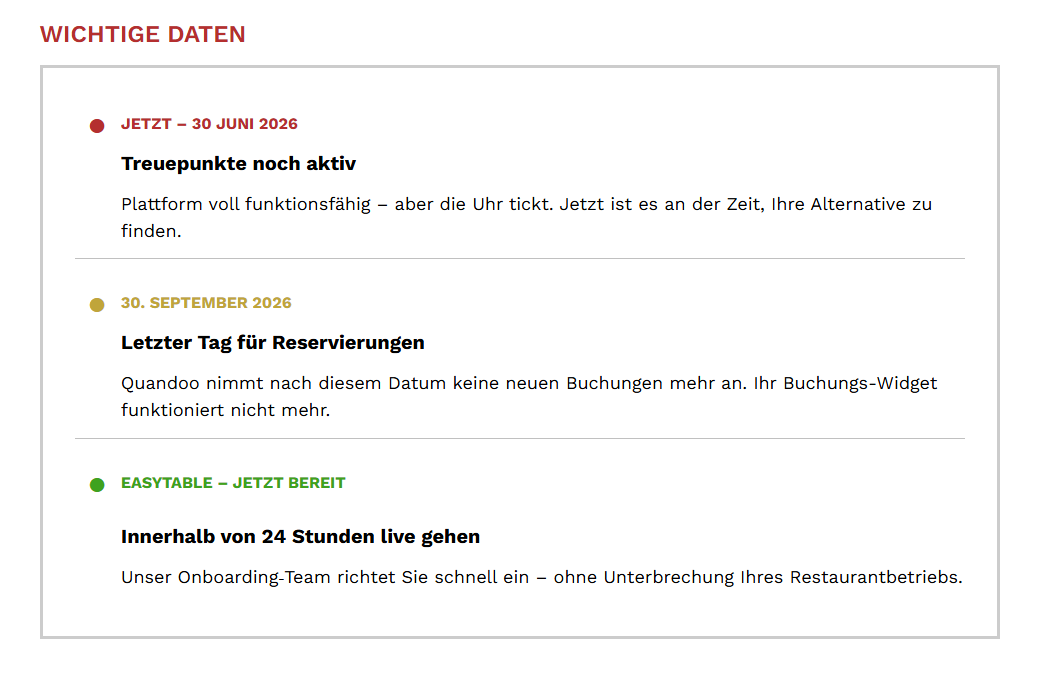 WICHTIGE DATEN
JETZT – 30 JUNI 2026
Treuepunkte noch aktiv
Plattform voll funktionsfähig – aber die Uhr tickt. Jetzt ist es an der Zeit, Ihre Alternative zu
finden.
30. SEPTEMBER 2026
Letzter Tag für Reservierungen
Quandoo nimmt nach diesem Datum keine neuen Buchungen mehr an. Ihr Buchungs-Widget
funktioniert nicht mehr.
EASYTABLE – JETZT BEREIT
Innerhalb von 24 Stunden live gehen
Unser Onboarding-Team richtet Sie schnell ein – ohne Unterbrechung Ihres Restaurantbetriebs.